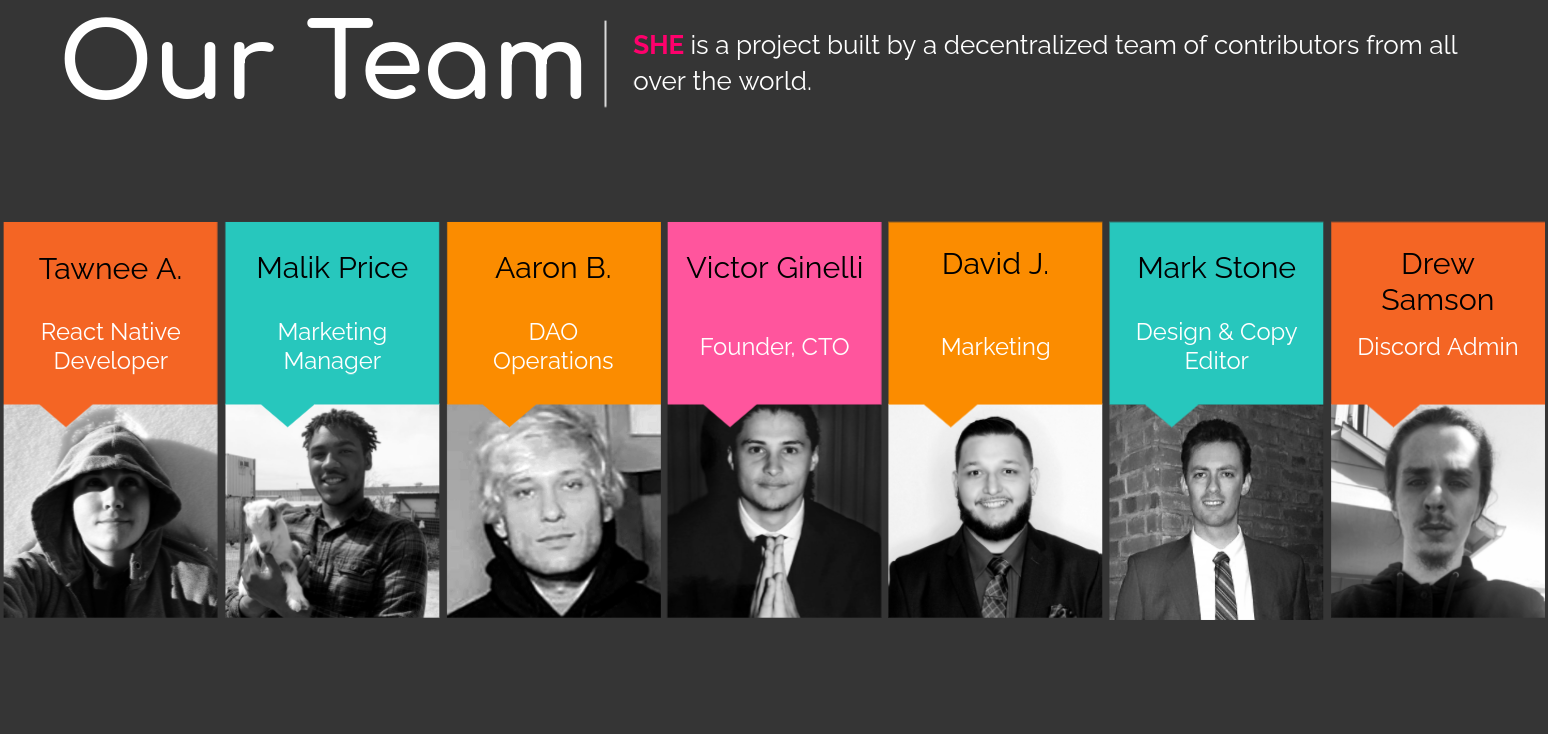 Our Team
SHE is a project built by a decentralized team of contributors from all
over the world.
Tawnee A.
React Native
Developer
Malik Price
Marketing
Manager
Aaron B.
DAO
Operations
Victor Ginelli
Founder, CTO
David J.
Marketing
Mark Stone
Design & Copy
Editor
Drew
Samson
Discord Admin